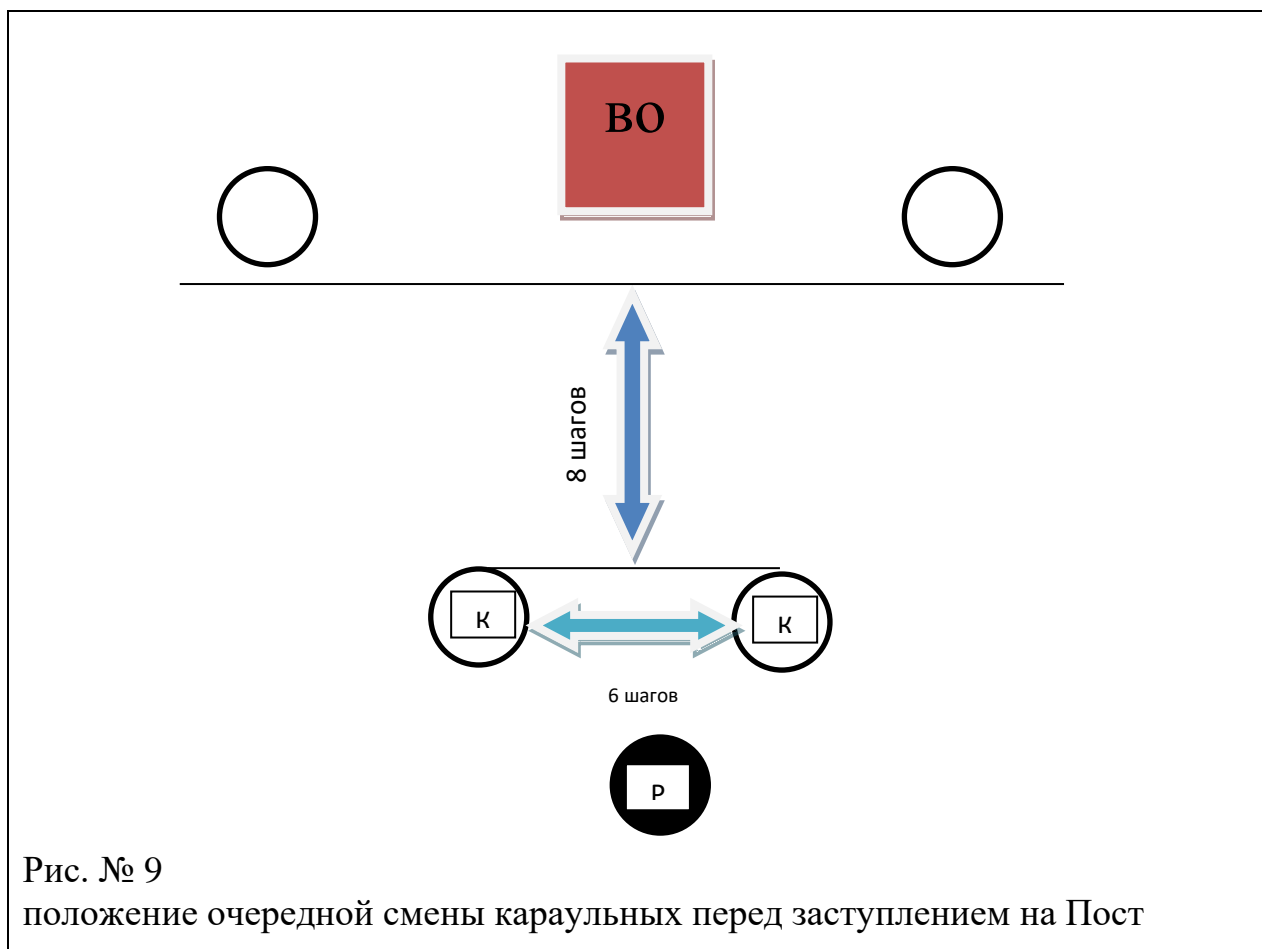 ВО
8 шагов
К
К
6 шагов
Р
Рис. № 9
положение очередной смены караульных перед заступлением на Пост